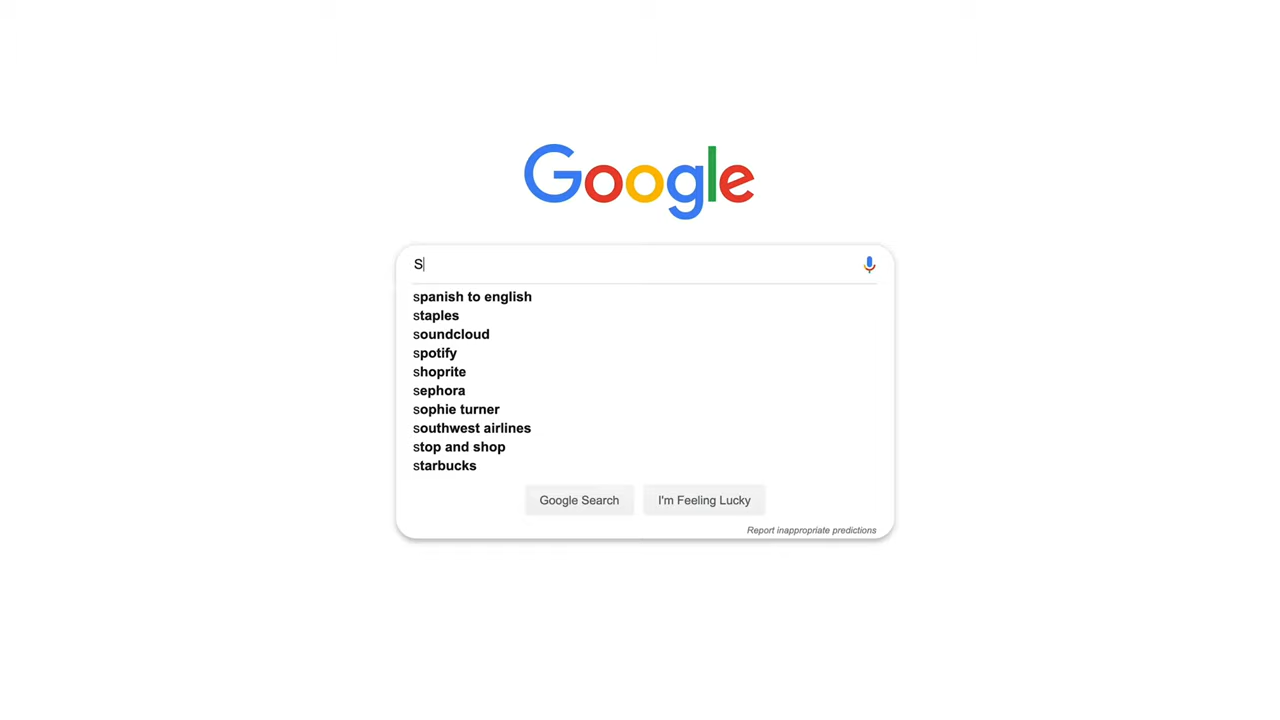 Google
S
spanish to english
staples
soundcloud
spotify
shoprite
sephora
sophie turner
southwest airlines
stop and shop
starbucks
Google Search
I'm Feeling Lucky
Report inappropriate predictions